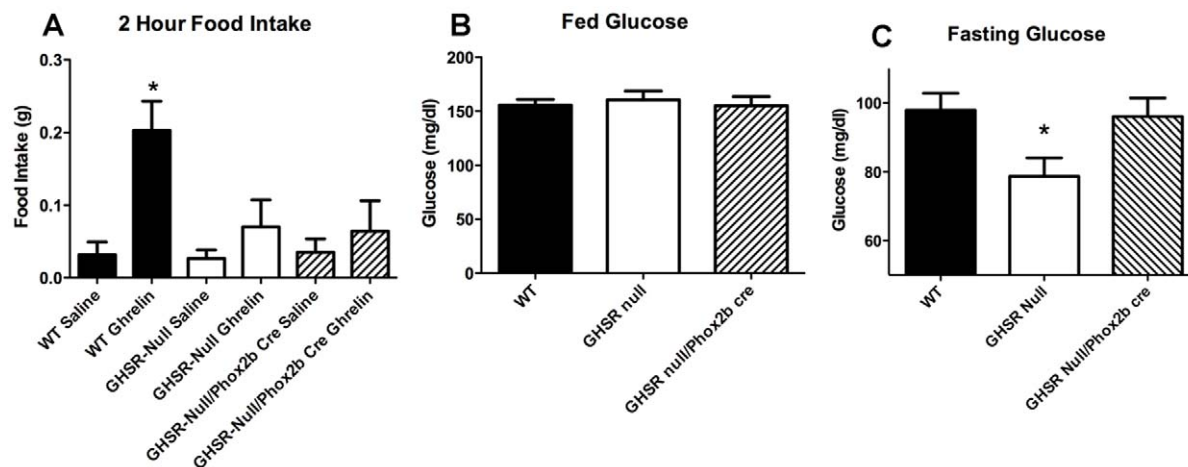 A
2 Hour Food Intake
Food Intake (g)
0.3
0.2
0.1
0.0
*
WT Saline
WT Ghrelin
GHSR-Null Saline
GHSR-Null Ghrelin
GHSR-Null/Phox2b Cre Saline
GHSR-Null/Phox2b Cre Ghrelin
B
Fed Glucose
Glucose (mg/dl)
200
150
100
50
0
WT
GHSR null
GHSR null/Phox2b cre
C
Fasting Glucose
Glucose (mg/dl)
100
80
60
*
WT
GHSR Null
GHSR Null/Phox2b cre